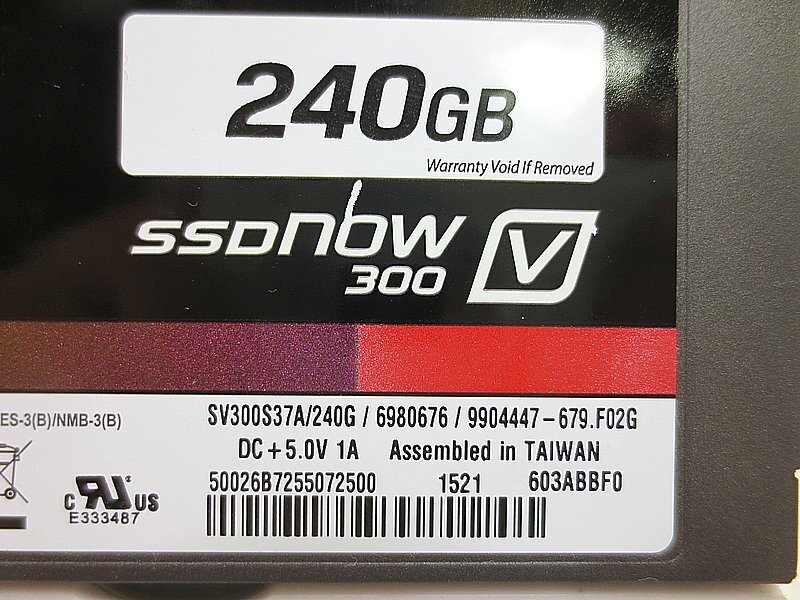 240GB
Warranty Void If Removed
SSDNOW V
300
ES-3(B)/NMB-3(B)
SV300S37A/240G / 6980676 / 9904447-679.F02G
DC+5.0V 1A Assembled in TAIWAN
50026B7255072500 1521 603ABBF0
c RU US
E333487